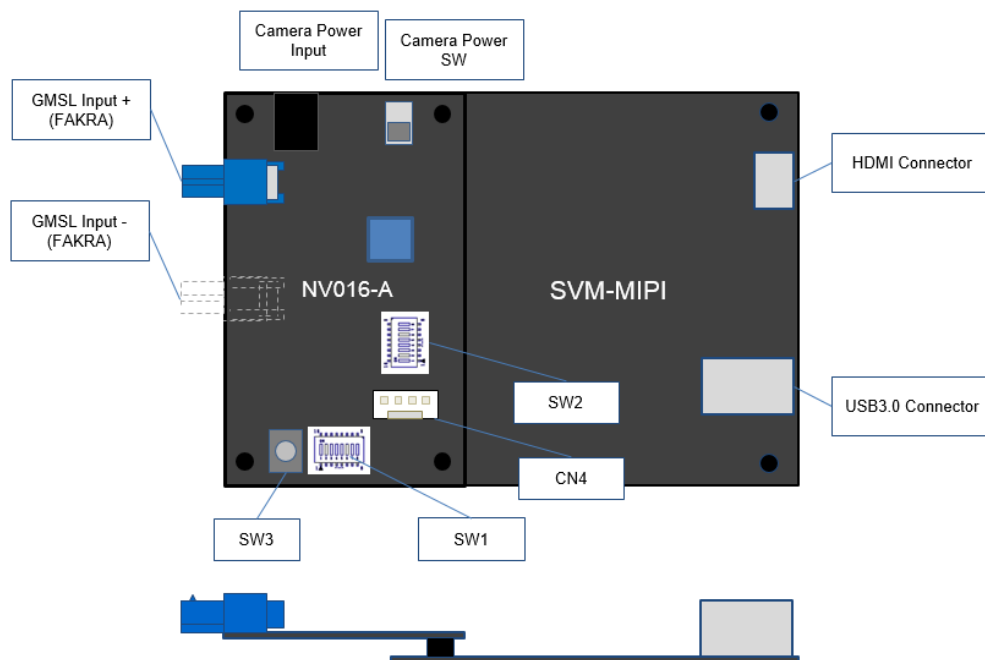 Camera Power
Input
Camera Power
SW
GMSL Input +
(FAKRA)
HDMI Connector
GMSL Input -
(FAKRA)
NV016-A
SVM-MIPI
SW2
USB3.0 Connector
CN4
SW3
SW1